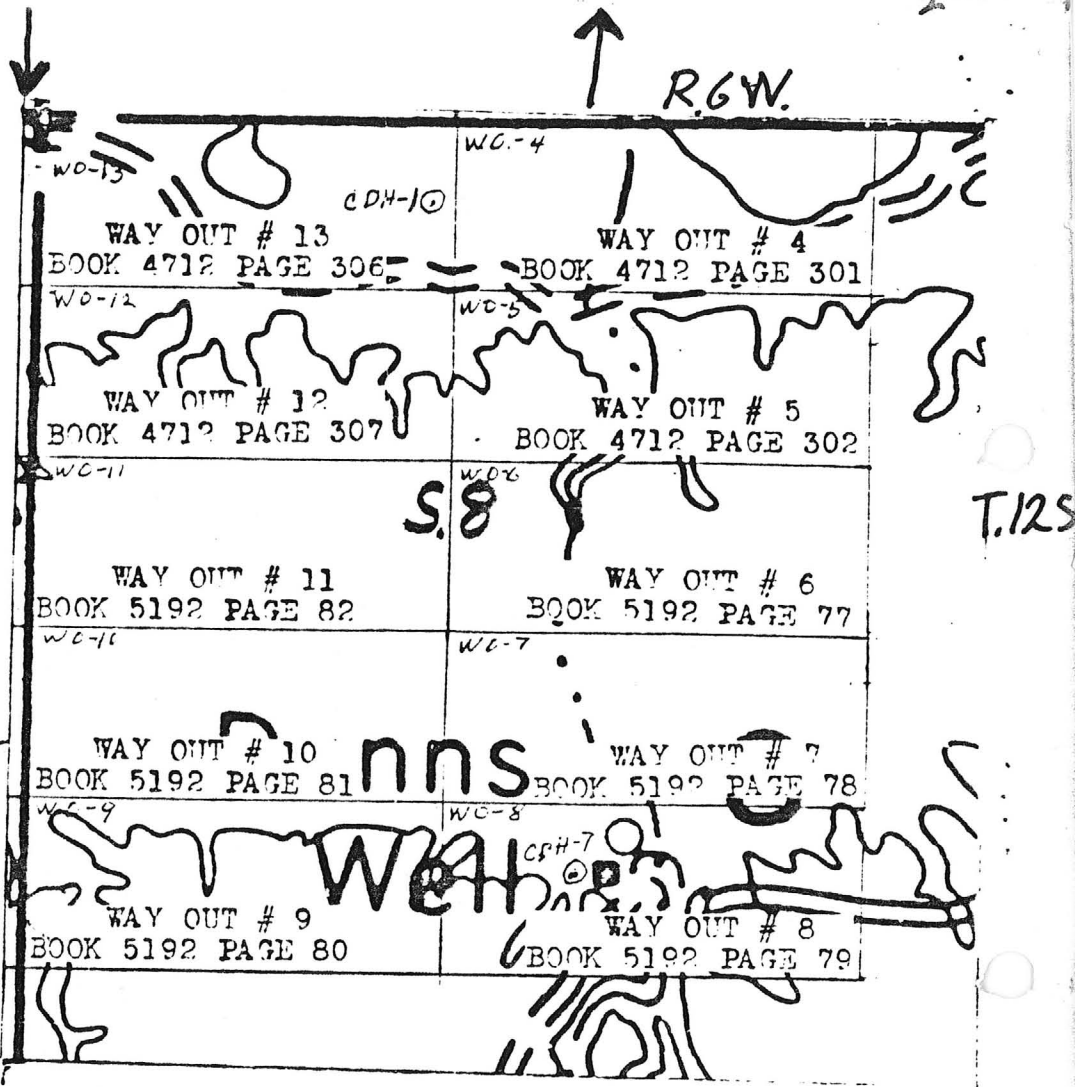 R.6W.
WO-13
WO.-4
CDH-1
WAY OUT # 13
BOOK 4712 PAGE 306
WAY OUT # 4
BOOK 4712 PAGE 301
WO-12
WO-5
WAY OUT # 12
BOOK 4712 PAGE 307
WAY OUT # 5
BOOK 4712 PAGE 302
WO-11
WO-6
S.8
T.12S
WAY OUT # 11
BOOK 5192 PAGE 82
WAY OUT # 6
BOOK 5192 PAGE 77
WO-10
WO-7
WAY OUT # 10
BOOK 5192 PAGE 81
nns
WAY OUT # 7
BOOK 5192 PAGE 78
WO-9
WO-8
Well
CDH-7
WAY OUT # 9
BOOK 5192 PAGE 80
WAY OUT # 8
BOOK 5192 PAGE 79